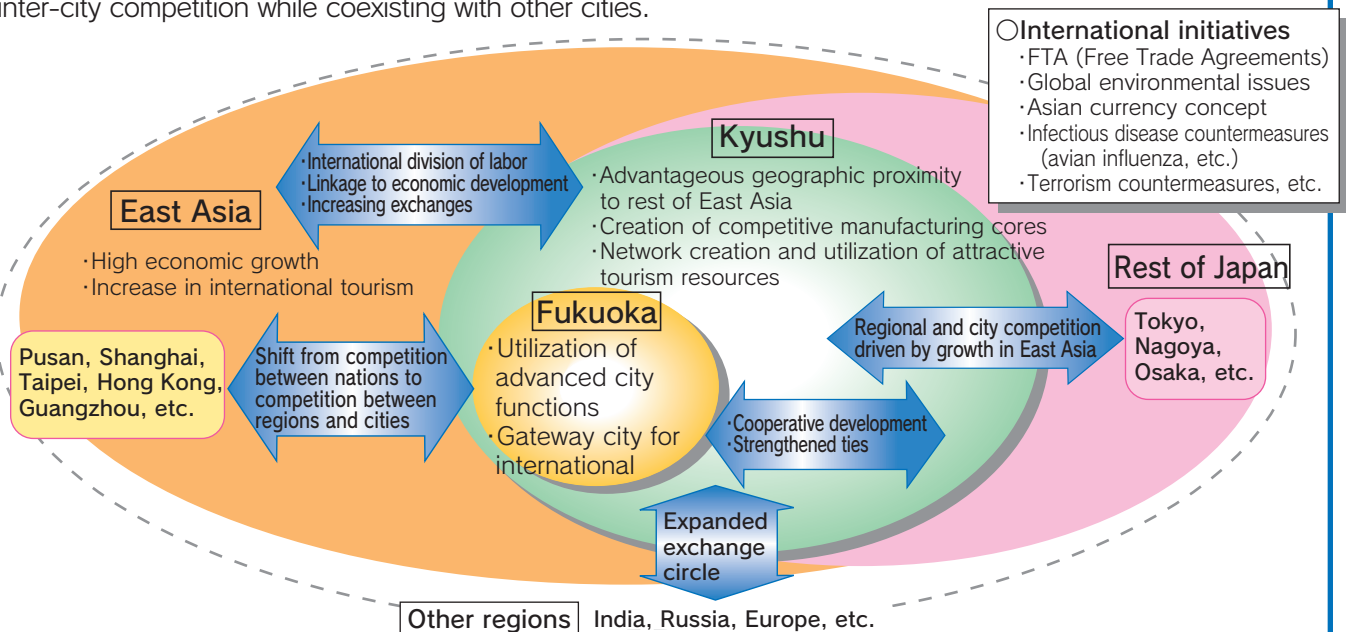 inter-city competition while coexisting with other cities.
○International initiatives
·FTA (Free Trade Agreements)
·Global environmental issues
·Asian currency concept
·Infectious disease countermeasures
(avian influenza, etc.)
·Terrorism countermeasures, etc.
Kyushu
·Advantageous geographic proximity
to rest of East Asia
·Creation of competitive manufacturing cores
·Network creation and utilization of attractive
tourism resources
·International division of labor
·Linkage to economic development
·Increasing exchanges
East Asia
·High economic growth
·Increase in international tourism
Rest of Japan
Tokyo,
Nagoya,
Osaka, etc.
Regional and city competition
driven by growth in East Asia
Fukuoka
·Utilization of
advanced city
functions
·Gateway city for
international
Pusan, Shanghai,
Taipei, Hong Kong,
Guangzhou, etc.
Shift from competition
between nations to
competition between
regions and cities
·Cooperative development
·Strengthened ties
Expanded
exchange
circle
Other regions
India, Russia, Europe, etc.